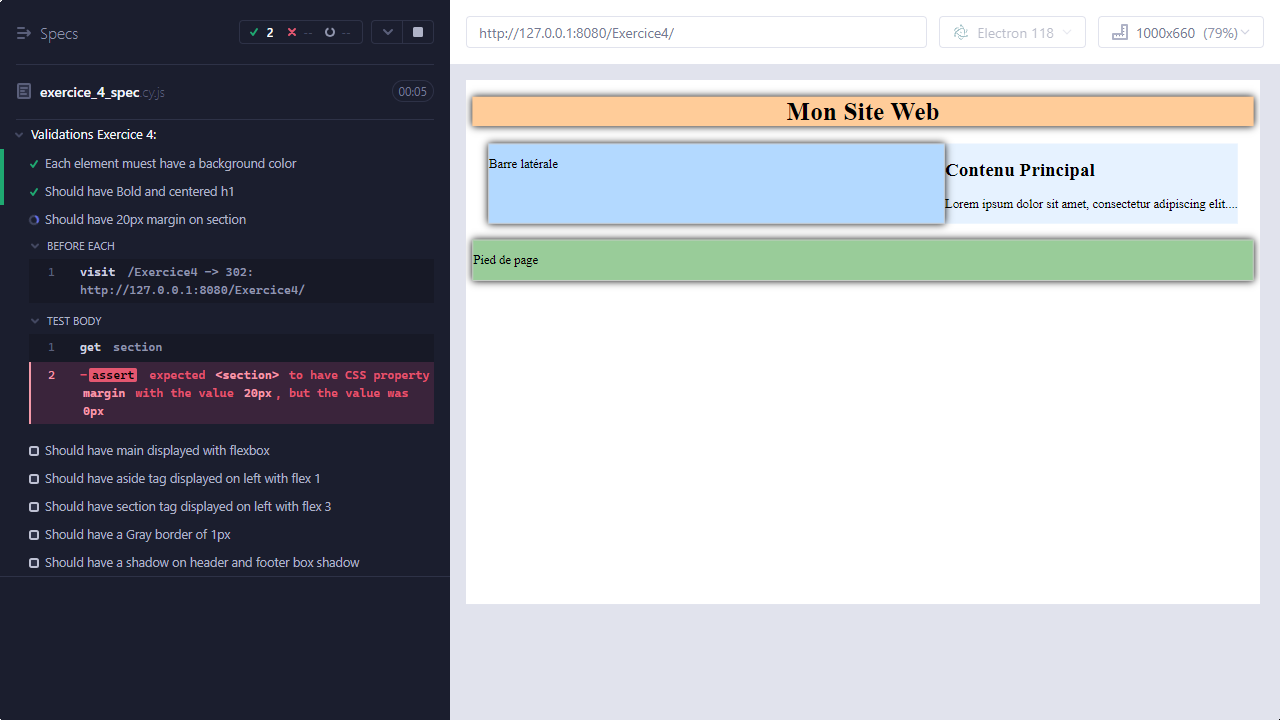 Specs
2 -- --
exercice_4_spec.cy.js 00:05
Validations Exercice 4:
Each element muest have a background color
Should have Bold and centered h1
Should have 20px margin on section
BEFORE EACH
1 visit /Exercice4 -> 302:
http://127.0.0.1:8080/Exercice4/
TEST BODY
1 get section
2 -assert expected <section> to have CSS property
margin with the value 20px, but the value was
0px
Should have main displayed with flexbox
Should have aside tag displayed on left with flex 1
Should have section tag displayed on left with flex 3
Should have a Gray border of 1px
Should have a shadow on header and footer box shadow
http://127.0.0.1:8080/Exercice4/
Electron 118
1000x660 (79%)
Mon Site Web
Barre latérale
Contenu Principal
Lorem ipsum dolor sit amet, consectetur adipiscing elit....
Pied de page